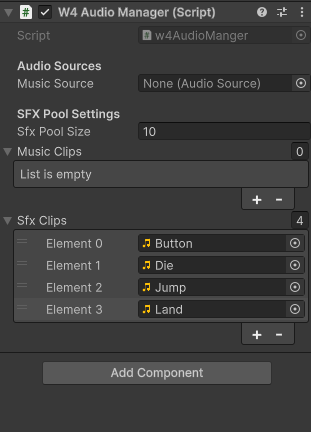 W4 Audio Manager (Script)
Script w4AudioManger
Audio Sources
Music Source None (Audio Source)
SFX Pool Settings
Sfx Pool Size 10
Music Clips 0
List is empty
+ -
Sfx Clips 4
Element 0 Button
Element 1 Die
Element 2 Jump
Element 3 Land
+ -
Add Component